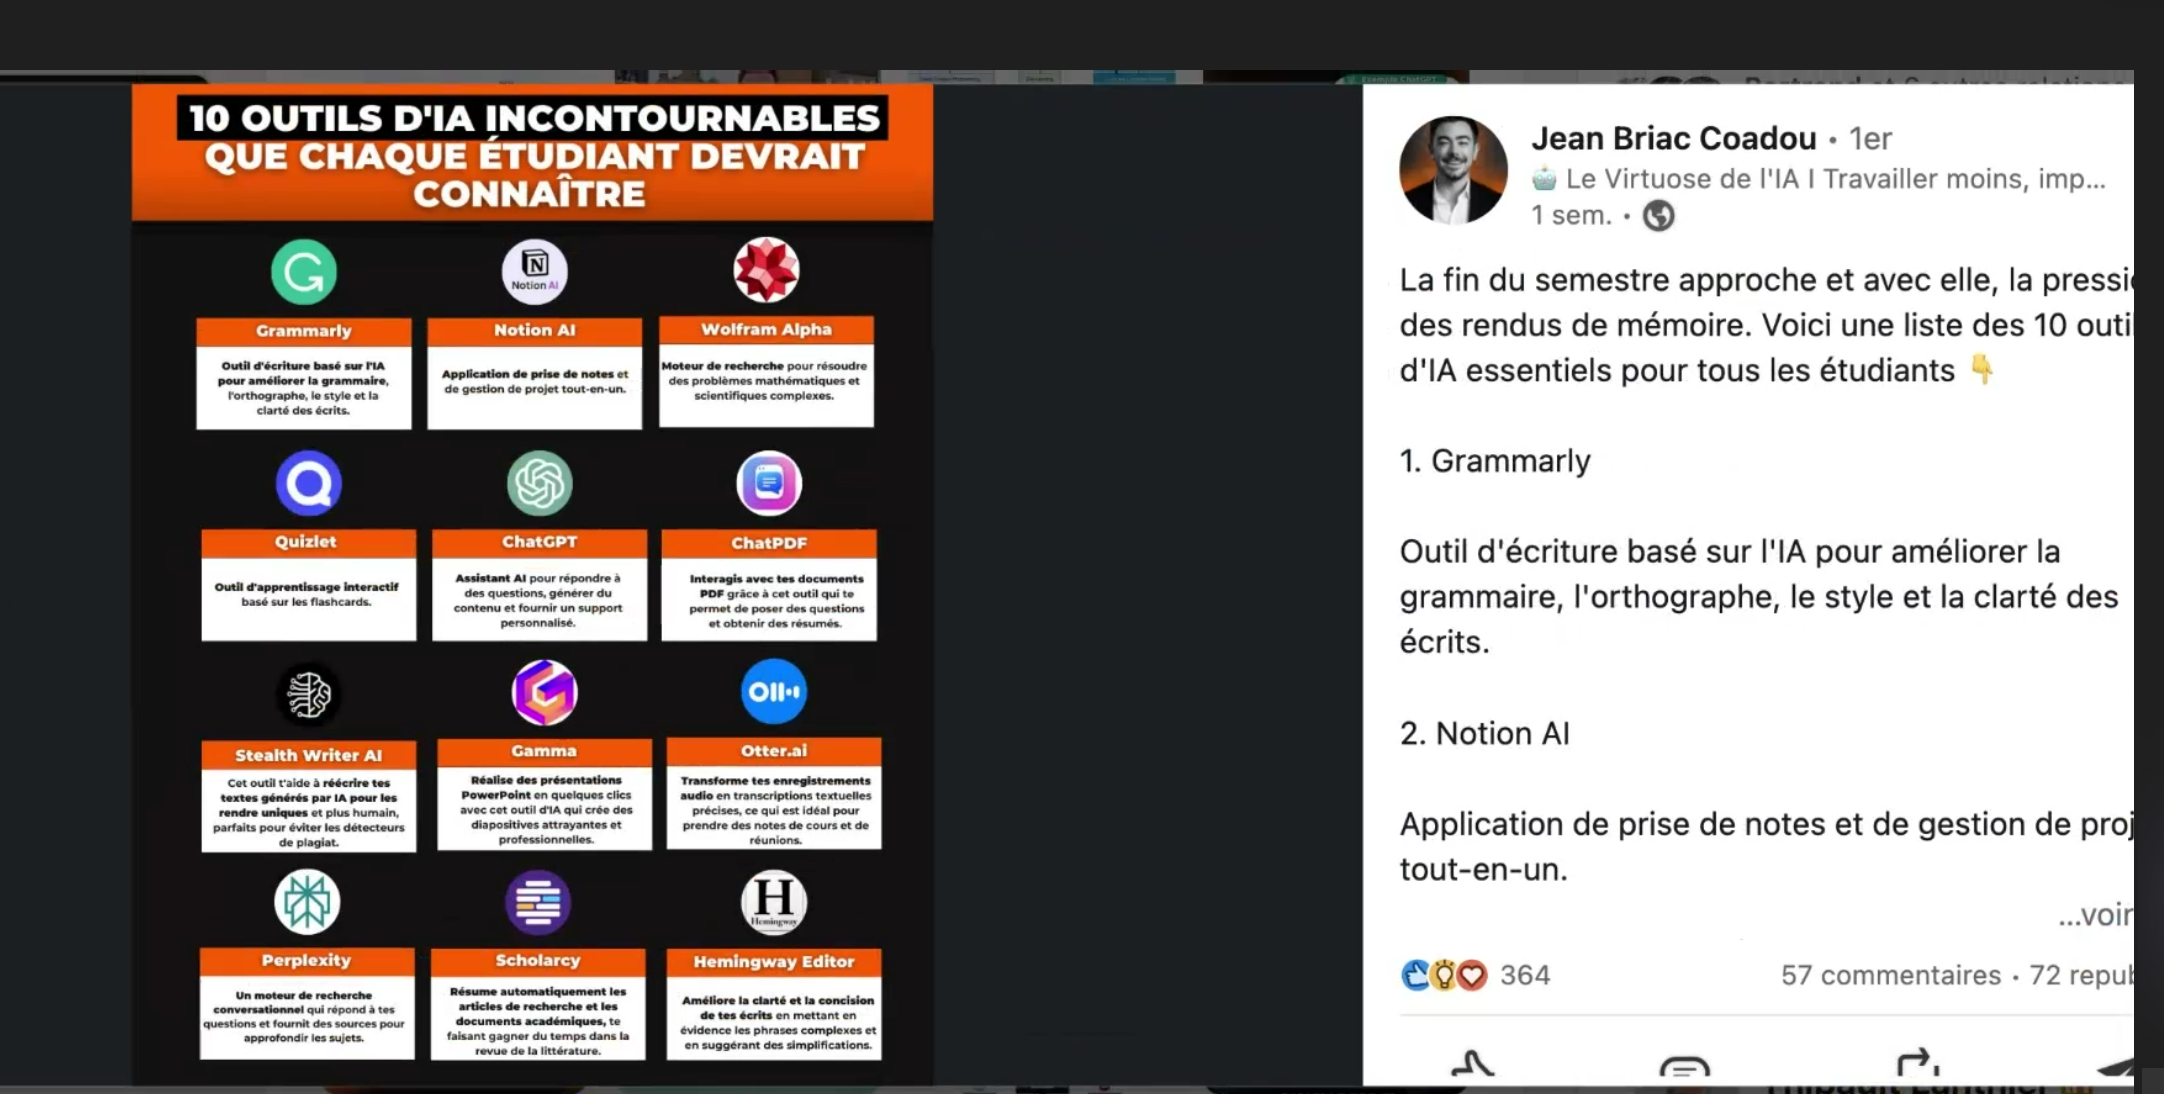 10 OUTILS D'IA INCONTOURNABLES
QUE CHAQUE ÉTUDIANT DEVRAIT
CONNAÎTRE
Notion AI
Grammarly
Outil d'écriture basé sur l'IA
pour améliorer la grammaire,
l'orthographe, le style et la
clarté des écrits.
Notion AI
Application de prise de notes et
de gestion de projet tout-en-un.
Wolfram Alpha
Moteur de recherche pour résoudre
des problèmes mathématiques et
scientifiques complexes.
Quizlet
Outil d'apprentissage interactif
basé sur les flashcards.
ChatGPT
Assistant AI pour répondre à
des questions, générer du
contenu et fournir un support
personnalisé.
ChatPDF
Interagis avec tes documents
PDF grâce à cet outil qui te
permet de poser des questions
et obtenir des résumés.
Stealth Writer AI
Cet outil t'aide à réécrire tes
textes générés par IA pour les
rendre uniques et plus humain,
parfaits pour éviter les détecteurs
de plagiat.
Gamma
Réalise des présentations
PowerPoint en quelques clics
avec cet outil d'IA qui crée des
diapositives attrayantes et
professionnelles.
Otter.ai
Transforme tes enregistrements
audio en transcriptions textuelles
précises, ce qui est idéal pour
prendre des notes de cours et de
réunions.
Perplexity
Un moteur de recherche
conversationnel qui répond à tes
questions et fournit des sources pour
approfondir les sujets.
Scholarcy
Résume automatiquement les
articles de recherche et les
documents académiques, te
faisant gagner du temps dans la
revue de la littérature.
H
Hemingway
Hemingway Editor
Améliore la clarté et la concision
de tes écrits en mettant en
évidence les phrases complexes et
en suggérant des simplifications.
Jean Briac Coadou • 1er
Le Virtuose de l'IA I Travailler moins, imp...
1 sem. •
La fin du semestre approche et avec elle, la pressi
des rendus de mémoire. Voici une liste des 10 outi
d'IA essentiels pour tous les étudiants 👇
1. Grammarly
Outil d'écriture basé sur l'IA pour améliorer la
grammaire, l'orthographe, le style et la clarté des
écrits.
2. Notion AI
Application de prise de notes et de gestion de proj
tout-en-un.
...voir
364
57 commentaires • 72 repub